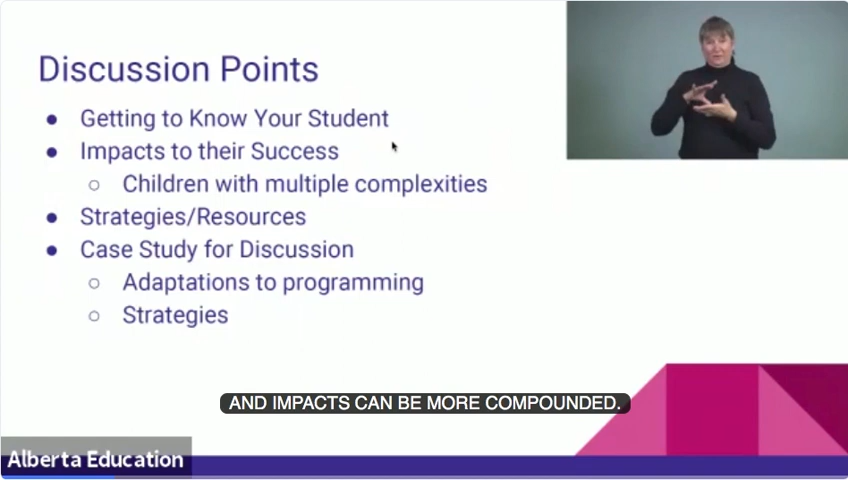 Discussion Points
● Getting to Know Your Student
● Impacts to their Success
○ Children with multiple complexities
● Strategies/Resources
● Case Study for Discussion
○ Adaptations to programming
○ Strategies
AND IMPACTS CAN BE MORE COMPOUNDED.
Alberta Education